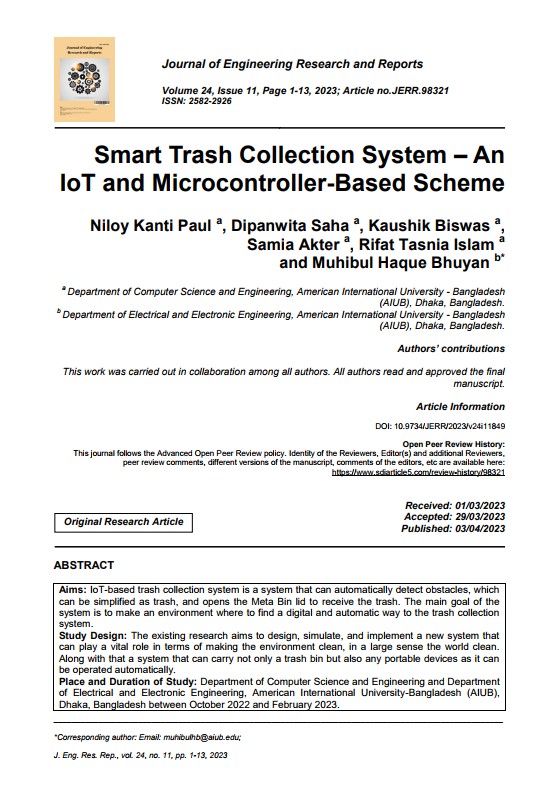 Journal of Engineering
Research and Reports
Journal of Engineering Research and Reports
Volume 24, Issue 11, Page 1-13, 2023; Article no.JERR.98321
ISSN: 2582-2926
Smart Trash Collection System – An
IoT and Microcontroller-Based Scheme
Niloy Kanti Paul a, Dipanwita Saha a, Kaushik Biswas a,
Samia Akter a, Rifat Tasnia Islam a
and Muhibul Haque Bhuyan b*
a Department of Computer Science and Engineering, American International University - Bangladesh
(AIUB), Dhaka, Bangladesh.
b Department of Electrical and Electronic Engineering, American International University - Bangladesh
(AIUB), Dhaka, Bangladesh.
Authors' contributions
This work was carried out in collaboration among all authors. All authors read and approved the final
manuscript.
Article Information
DOI: 10.9734/JERR/2023/v24i11849
Open Peer Review History:
This journal follows the Advanced Open Peer Review policy. Identity of the Reviewers, Editor(s) and additional Reviewers,
peer review comments, different versions of the manuscript, comments of the editors, etc are available here:
https://www.sdiarticle5.com/review-history/98321
Received: 01/03/2023
Accepted: 29/03/2023
Published: 03/04/2023
Original Research Article
ABSTRACT
Aims: IoT-based trash collection system is a system that can automatically detect obstacles, which
can be simplified as trash, and opens the Meta Bin lid to receive the trash. The main goal of the
system is to make an environment where to find a digital and automatic way to the trash collection
system.
Study Design: The existing research aims to design, simulate, and implement a new system that
can play a vital role in terms of making the environment clean, in a large sense the world clean.
Along with that a system that can carry not only a trash bin but also any portable devices as it can
be operated automatically.
Place and Duration of Study: Department of Computer Science and Engineering and Department
of Electrical and Electronic Engineering, American International University-Bangladesh (AIUB),
Dhaka, Bangladesh between October 2022 and February 2023.
*Corresponding author: Email: muhibulhb@aiub.edu;
J. Eng. Res. Rep., vol. 24, no. 11, pp. 1-13, 2023